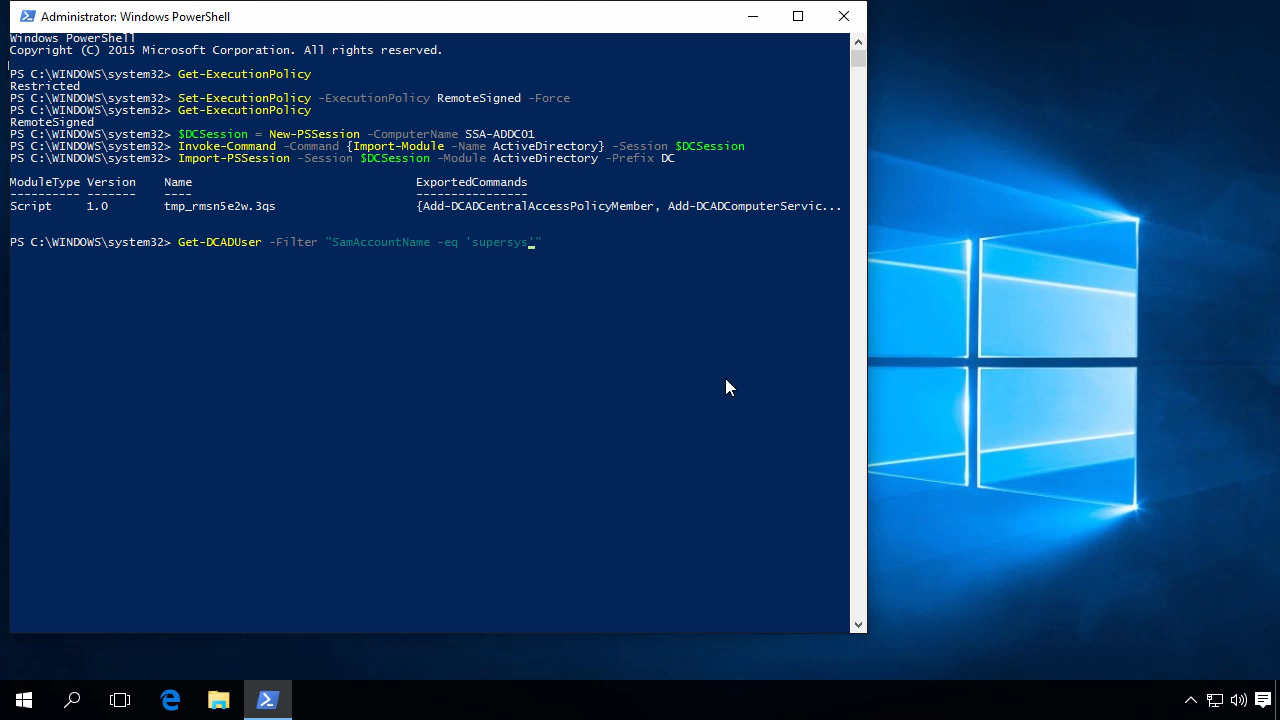 Administrator: Windows PowerShell
Windows PowerShell
Copyright (C) 2015 Microsoft Corporation. All rights reserved.
PS C:\WINDOWS\system32> Get-ExecutionPolicy
Restricted
PS C:\WINDOWS\system32> Set-ExecutionPolicy -ExecutionPolicy RemoteSigned -Force
PS C:\WINDOWS\system32> Get-ExecutionPolicy
RemoteSigned
PS C:\WINDOWS\system32> $DCSession = New-PSSession -ComputerName SSA-ADDC01
PS C:\WINDOWS\system32> Invoke-Command -Command {Import-Module -Name ActiveDirectory} -Session $DCSession
PS C:\WINDOWS\system32> Import-PSSession -Session $DCSession -Module ActiveDirectory -Prefix DC
ModuleType Version    Name                                ExportedCommands
---------- -------    ----                                ----------------
Script     1.0        tmp_rmsn5e2w.3qs                    {Add-DCADCentralAccessPolicyMember, Add-DCADComputerServic...
PS C:\WINDOWS\system32> Get-DCADUser -Filter "SamAccountName -eq `supersys'"